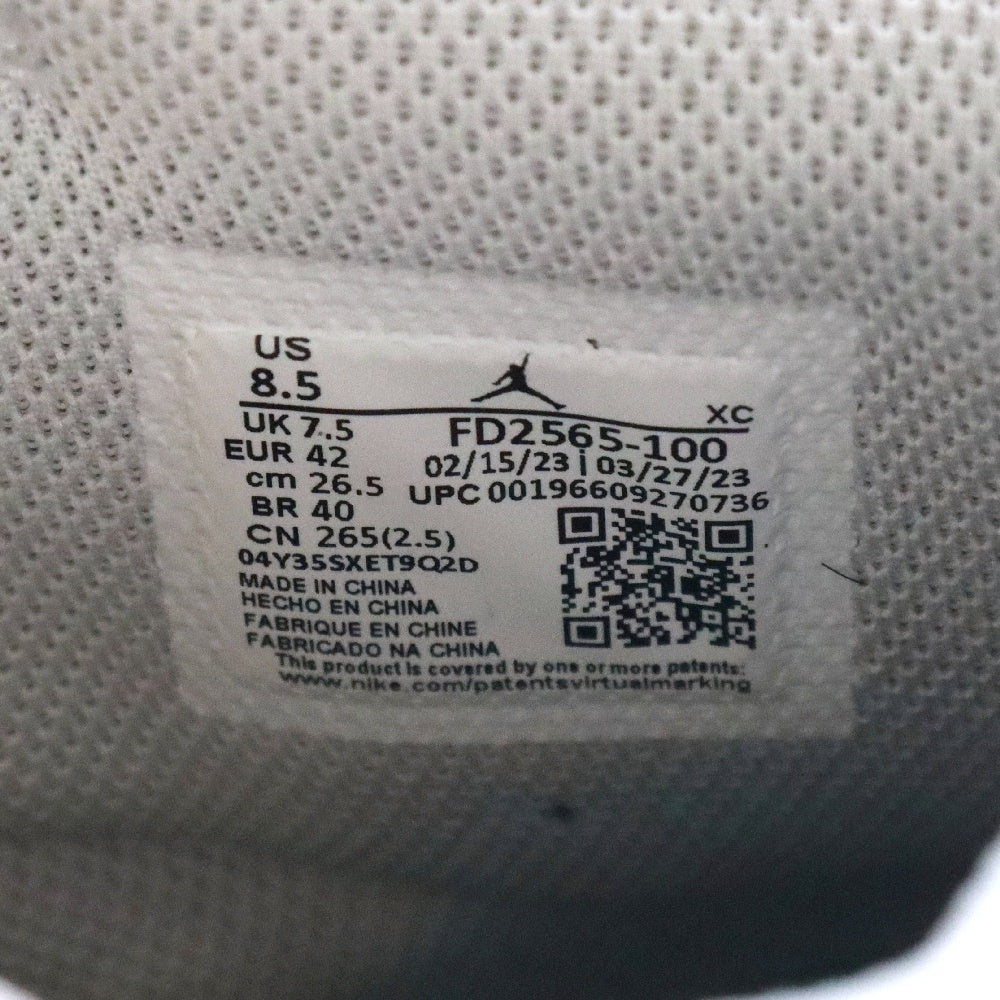 US
8.5
XC
UK 7.5
FD2565-100
EUR 42
02/15/23 | 03/27/23
cm 26.5
UPC 00196609270736
BR 40
CN 265(2.5)
04Y35SXET9Q2D
MADE IN CHINA
HECHO EN CHINA
FABRIQUE EN CHINE
FABRICADO NA CHINA
This product is covered by one or more patents:
www.nike.com/patentsvirtualmarking